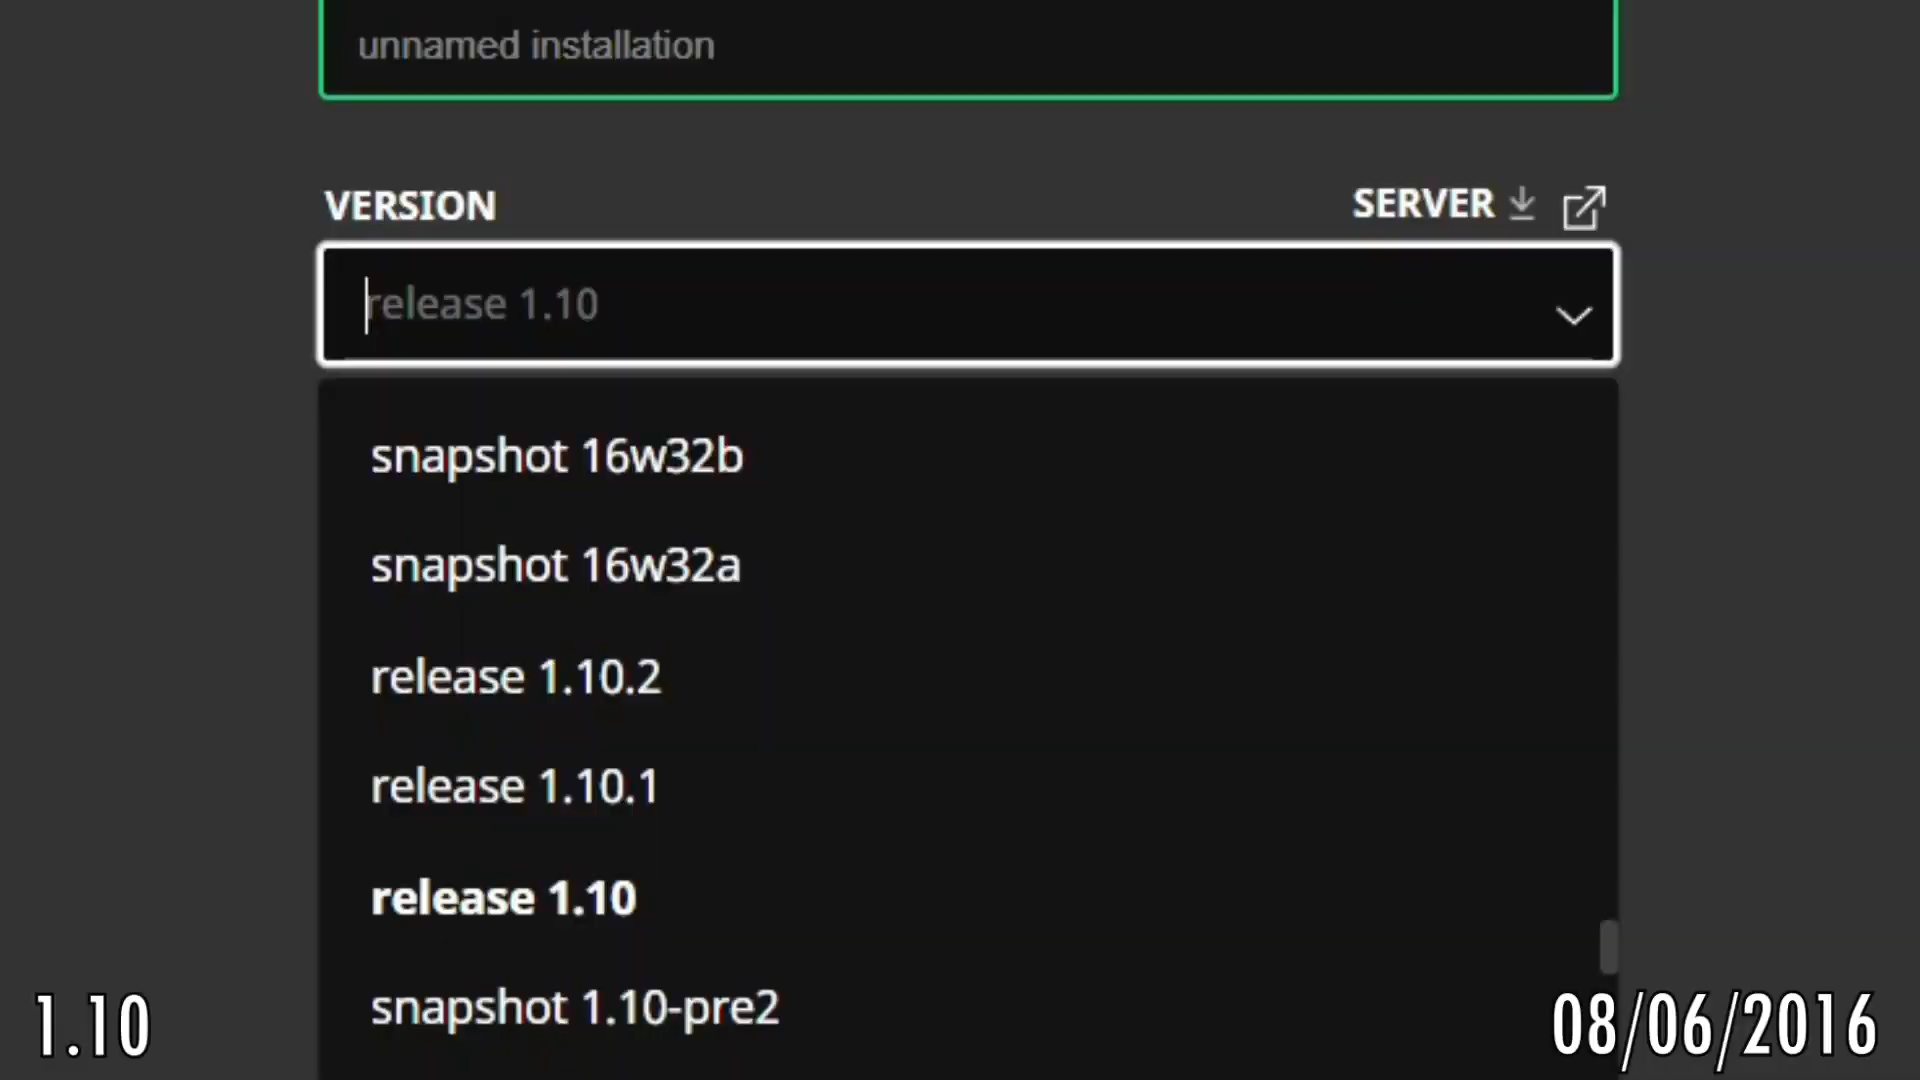 unnamed installation
VERSION
SERVER
release 1.10
snapshot 16w32b
snapshot 16w32a
release 1.10.2
release 1.10.1
release 1.10
snapshot 1.10-pre2
1.10
08/06/2016